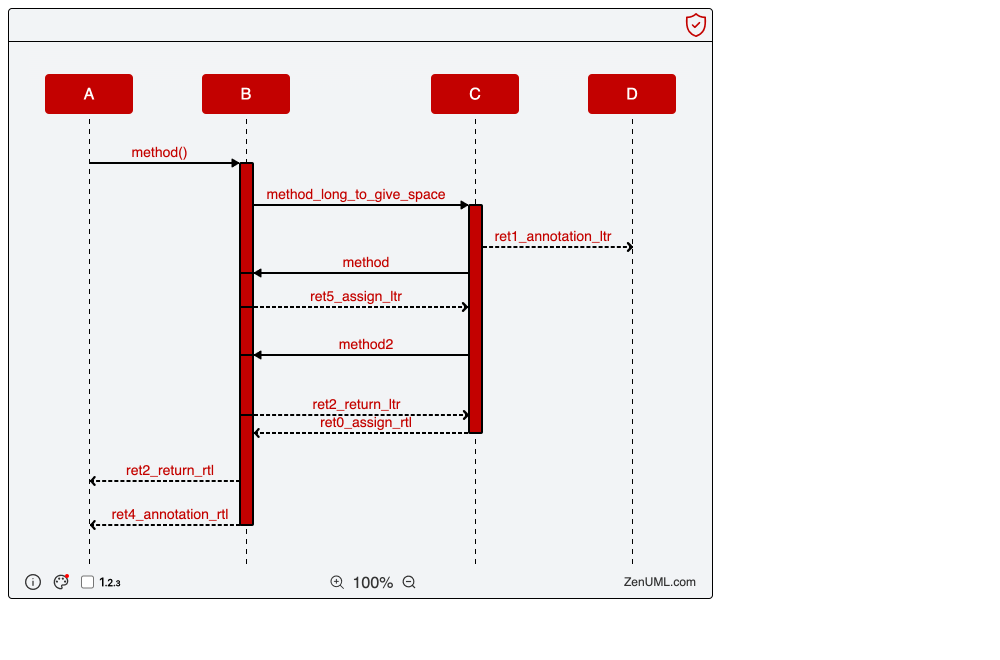 A
B
C
D
method()
method_long_to_give_space
ret1_annotation_ltr
method
ret5_assign_ltr
method2
ret2_return_ltr
ret0_assign_rtl
ret2_return_rtl
ret4_annotation_rtl
1.2.3
100%
ZenUML.com